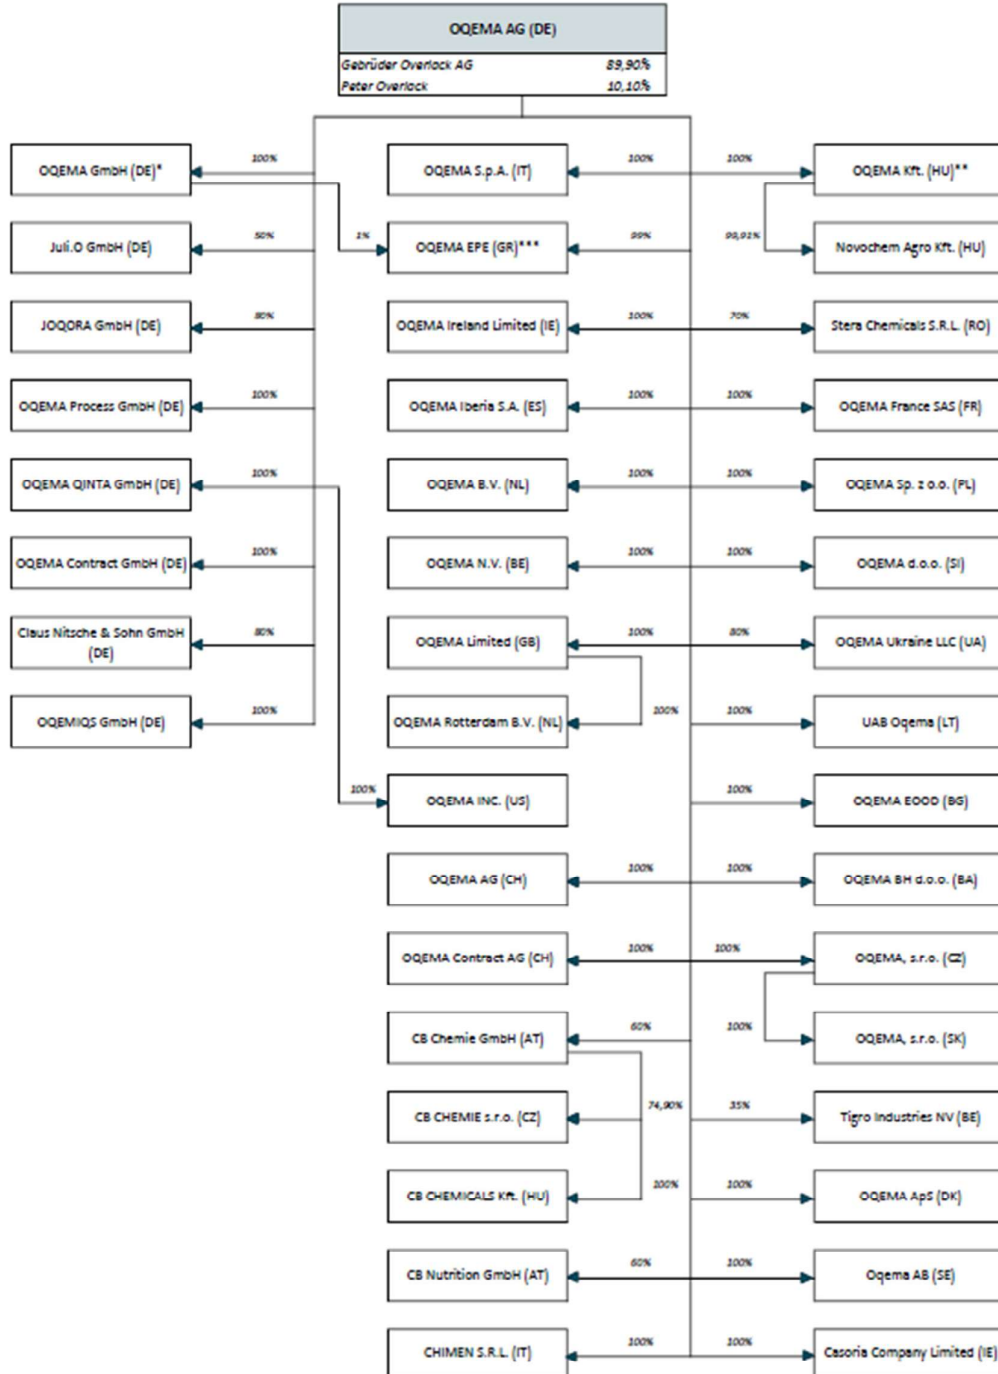 OQEMA AG (DE)
Gebrüder Overlack AG 89,90%
Peter Overlack 10,10%
OQEMA GmbH (DE)* 100% OQEMA S.p.A. (IT) 100% 100% OQEMA Kft. (HU)**
Juli.O GmbH (DE) 50% 1% OQEMA EPE (GR)*** 99% 99,91% Novochem Agro Kft. (HU)
JOQORA GmbH (DE) 80% OQEMA Ireland Limited (IE) 100% 70% Stera Chemicals S.R.L. (RO)
OQEMA Process GmbH (DE) 100% OQEMA Iberia S.A. (ES) 100% 100% OQEMA France SAS (FR)
OQEMA QINTA GmbH (DE) 100% OQEMA B.V. (NL) 100% 100% OQEMA Sp. z o.o. (PL)
OQEMA Contract GmbH (DE) 100% OQEMA N.V. (BE) 100% 100% OQEMA d.o.o. (SI)
Claus Nitsche & Sohn GmbH
(DE) 80% OQEMA Limited (GB) 100% 80% OQEMA Ukraine LLC (UA)
OQEMIQS GmbH (DE) 100% OQEMA Rotterdam B.V. (NL) 100% 100% UAB Oqema (LT)
100% OQEMA INC. (US) 100% OQEMA EOOD (BG)
OQEMA AG (CH) 100% 100% OQEMA BH d.o.o. (BA)
OQEMA Contract AG (CH) 100% 100% OQEMA, s.r.o. (CZ)
CB Chemie GmbH (AT) 60% 100% OQEMA, s.r.o. (SK)
CB CHEMIE s.r.o. (CZ) 74,90% 35% Tigro Industries NV (BE)
CB CHEMICALS Kft. (HU) 100% 100% OQEMA ApS (DK)
CB Nutrition GmbH (AT) 60% 100% Oqema AB (SE)
CHIMEN S.R.L. (IT) 100% 100% Casoria Company Limited (IE)